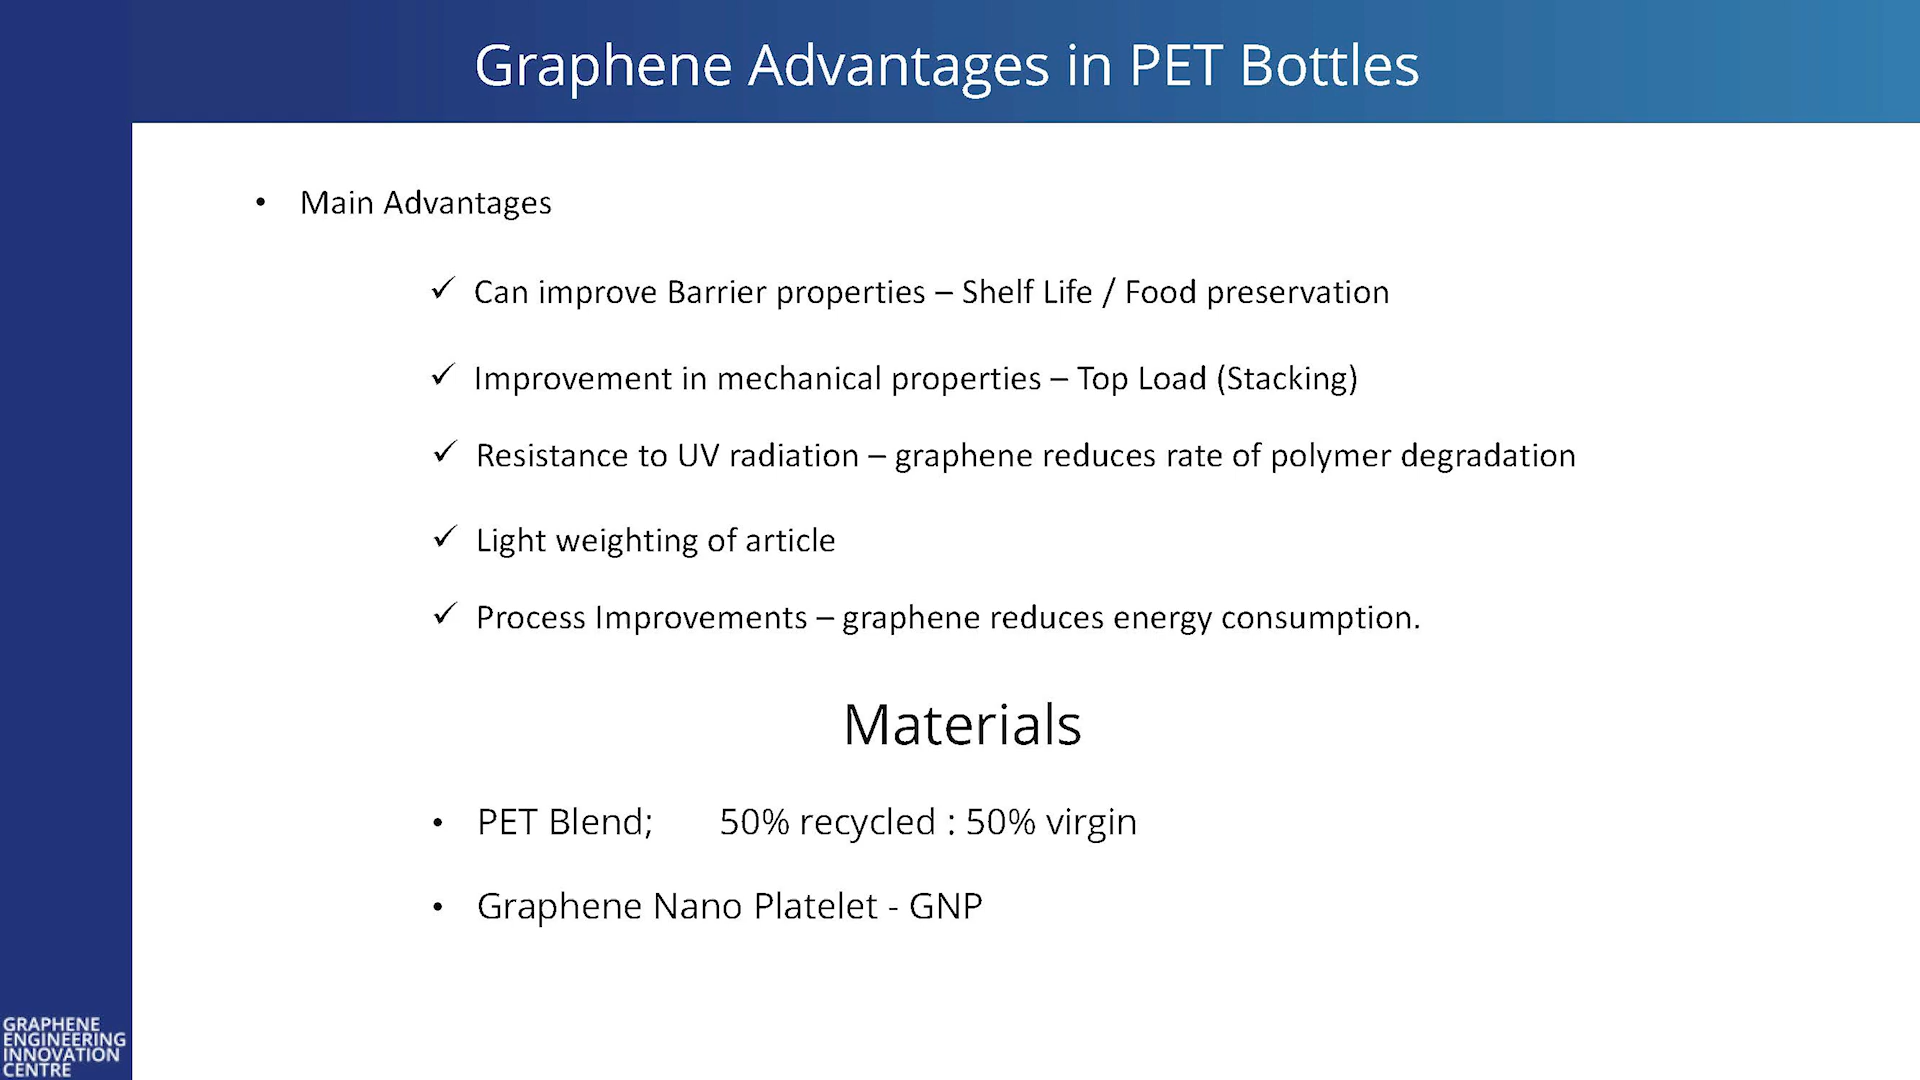 Graphene Advantages in PET Bottles
• Main Advantages
✓ Can improve Barrier properties – Shelf Life / Food preservation
✓ Improvement in mechanical properties – Top Load (Stacking)
✓ Resistance to UV radiation – graphene reduces rate of polymer degradation
✓ Light weighting of article
✓ Process Improvements – graphene reduces energy consumption.
Materials
• PET Blend; 50% recycled : 50% virgin
• Graphene Nano Platelet - GNP
GRAPHENE
ENGINEERING
INNOVATION
CENTRE